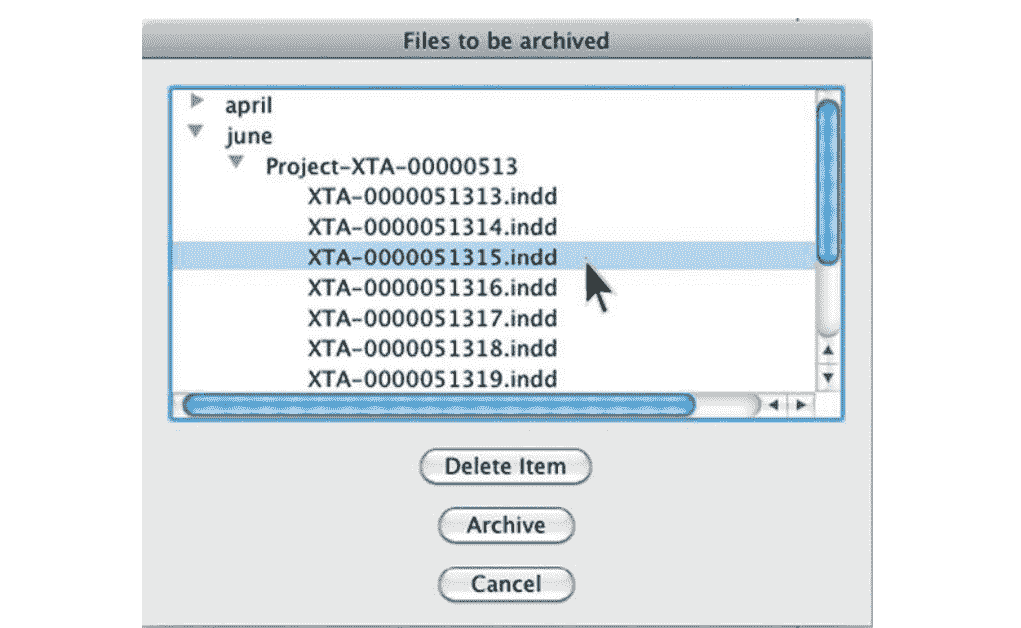 Files to be archived
april
june
Project-XTA-00000513
XTA-0000051313.indd
XTA-0000051314.indd
XTA-0000051315.indd
XTA-0000051316.indd
XTA-0000051317.indd
XTA-0000051318.indd
XTA-0000051319.indd
Delete Item
Archive
Cancel